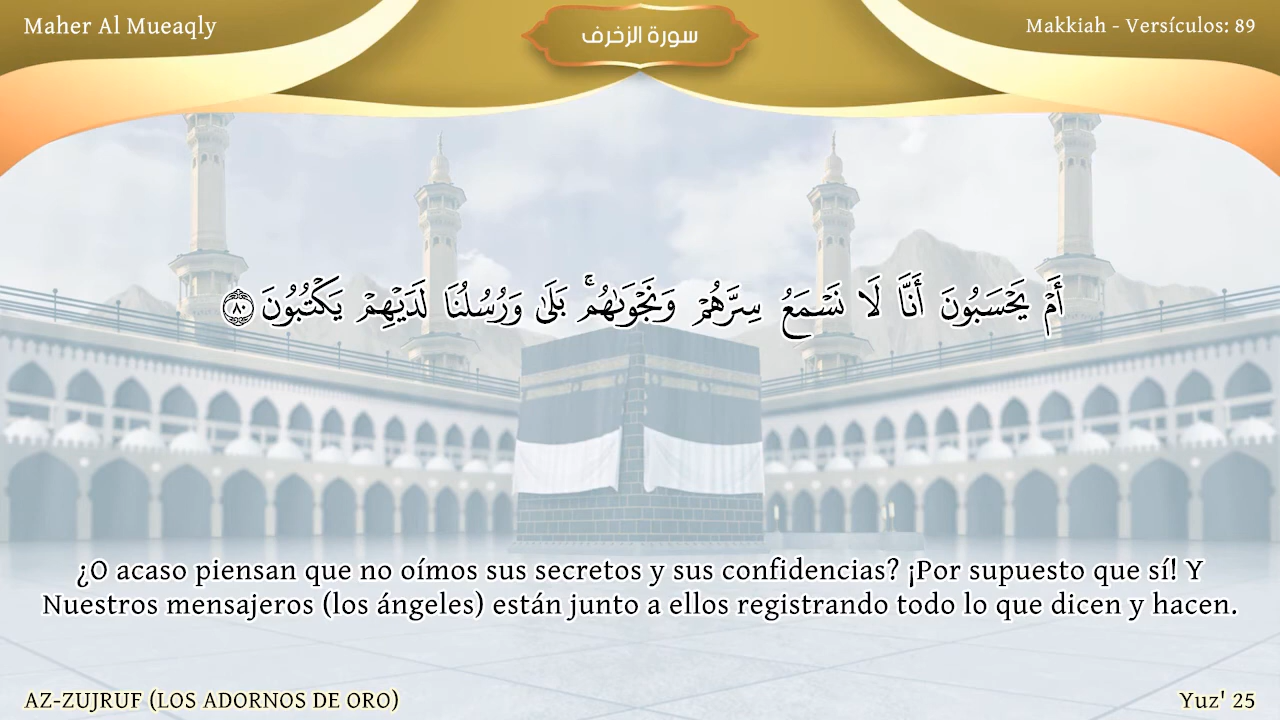 Maher Al Mueaqly
سورة الزخرف
Makkiah - Versículos: 89
أَمْ يَحْسَبُونَ أَنَّا لَا نَسْمَعُ سِرَّهُمْ وَنَجْوَىٰهُم ۚ بَلَىٰ وَرُسُلُنَا لَدَيْهِمْ يَكْتُبُونَ ٨٠
¿O acaso piensan que no oímos sus secretos y sus confidencias? ¡Por supuesto que sí! Y
Nuestros mensajeros (los ángeles) están junto a ellos registrando todo lo que dicen y hacen.
AZ-ZUJRUF (LOS ADORNOS DE ORO)
Yuz' 25